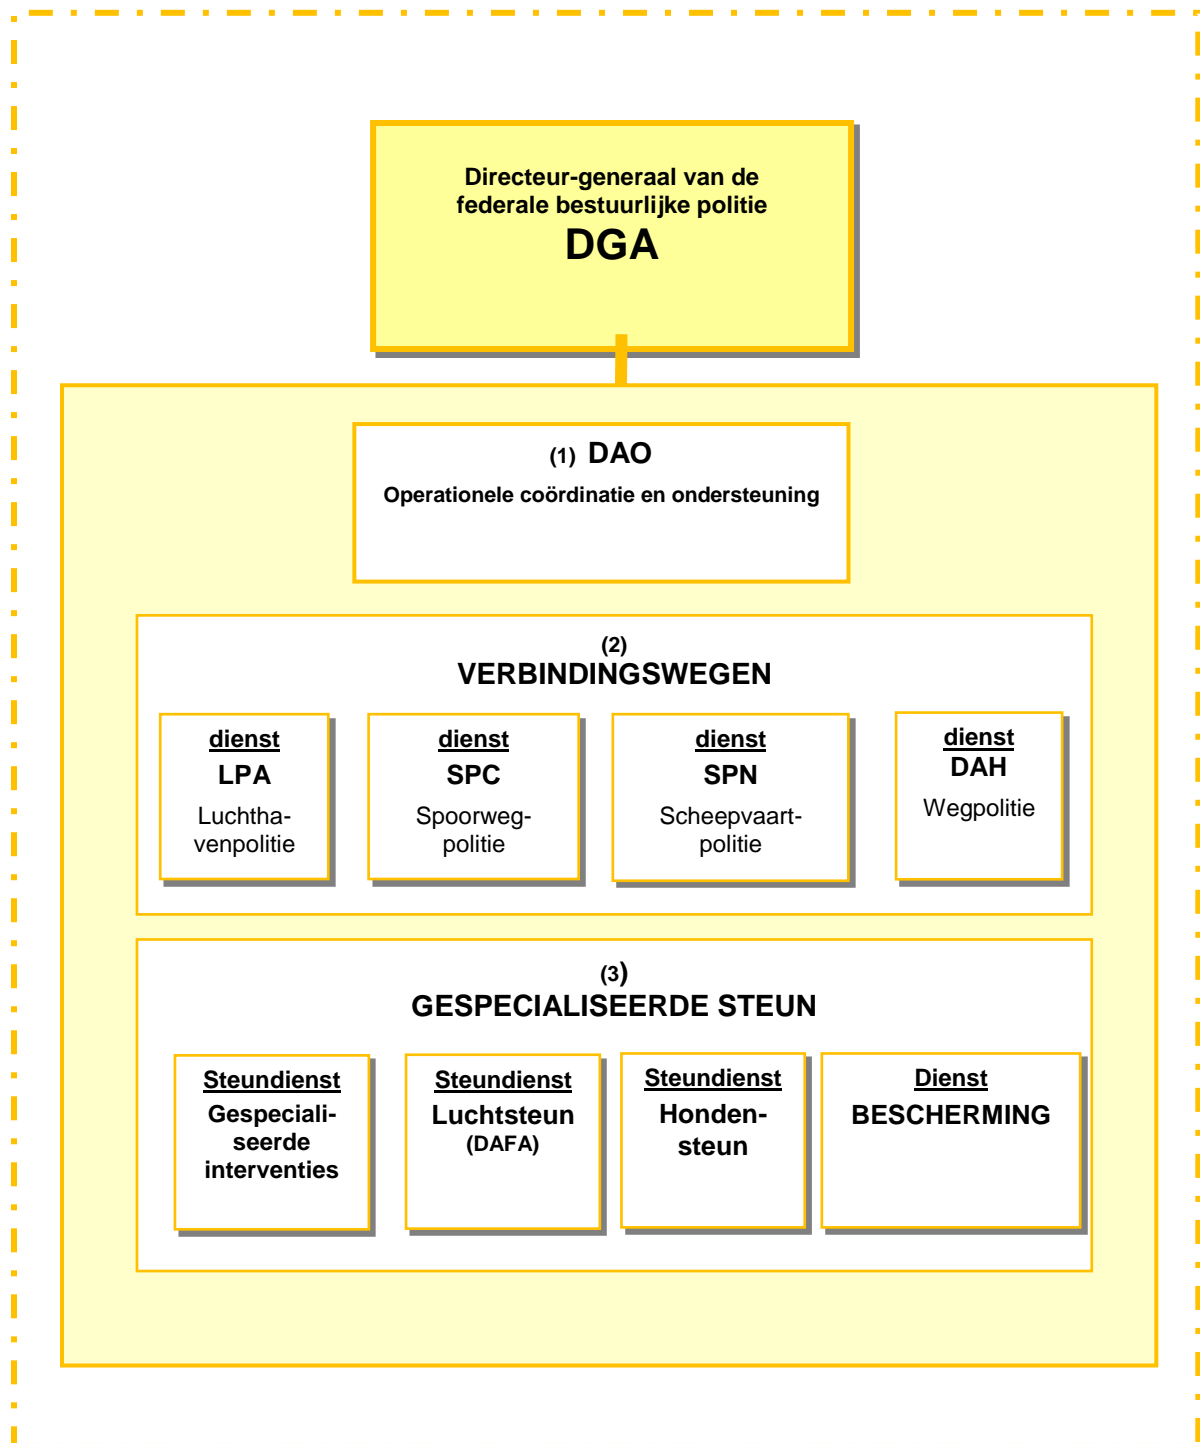 Directeur-generaal van de
federale bestuurlijke politie
DGA
(1) DAO
Operationele coördinatie en ondersteuning
(2)
VERBINDINGSWEGEN
dienst
LPA
Luchtha-
venpolitie
dienst
SPC
Spoorweg-
politie
dienst
SPN
Scheepvaart-
politie
dienst
DAH
Wegpolitie
(3)
GESPECIALISEERDE STEUN
Steundienst
Gespeciali-
seerde
interventies
Steundienst
Luchtsteun
(DAFA)
Steundienst
Honden-
steun
Dienst
BESCHERMING